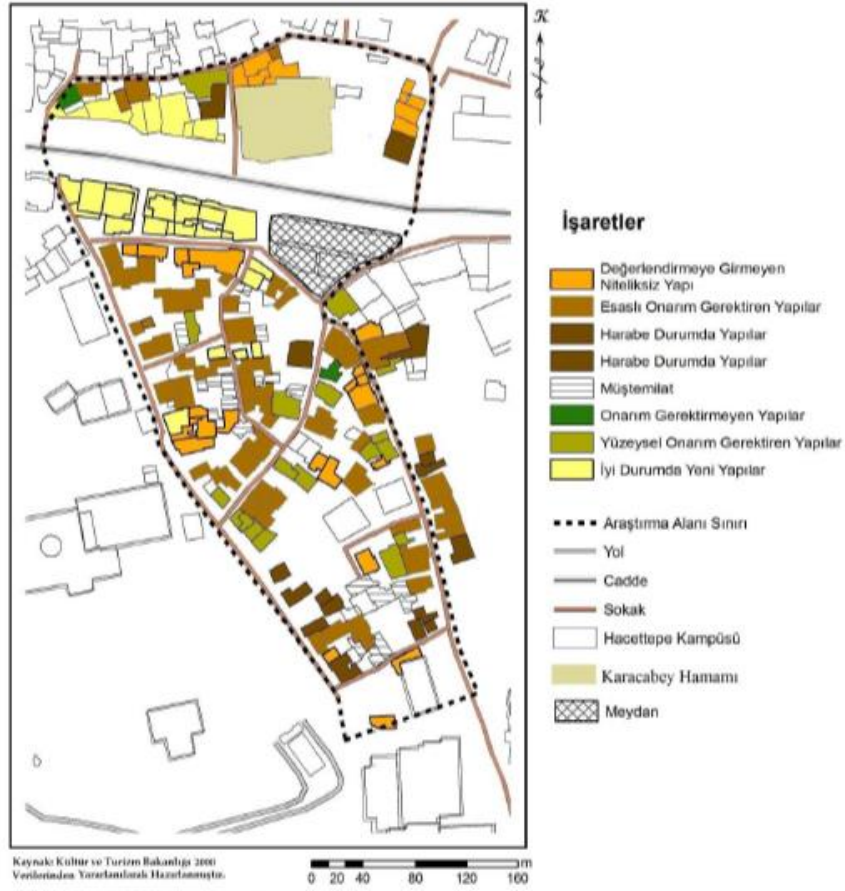 K
İşaretler
Değerlendirmeye Girmeyen
Niteliksiz Yapı
Esaslı Onarım Gerektiren Yapılar
Harabe Durumda Yapılar
Harabe Durumda Yapılar
Müştemilat
Onarım Gerektirmeyen Yapılar
Yüzeysel Onarım Gerektiren Yapılar
İyi Durumda Yeni Yapılar
Araştırma Alanı Sınırı
Yol
Cadde
Sokak
Hacettepe Kampüsü
Karacabey Hamamı
Meydan
Kaynak: Kültür ve Turizm Bakanlığı 2000
Verilerinden Yararlanılarak Hazırlanmıştır.
m
0 20 40 80 120 160